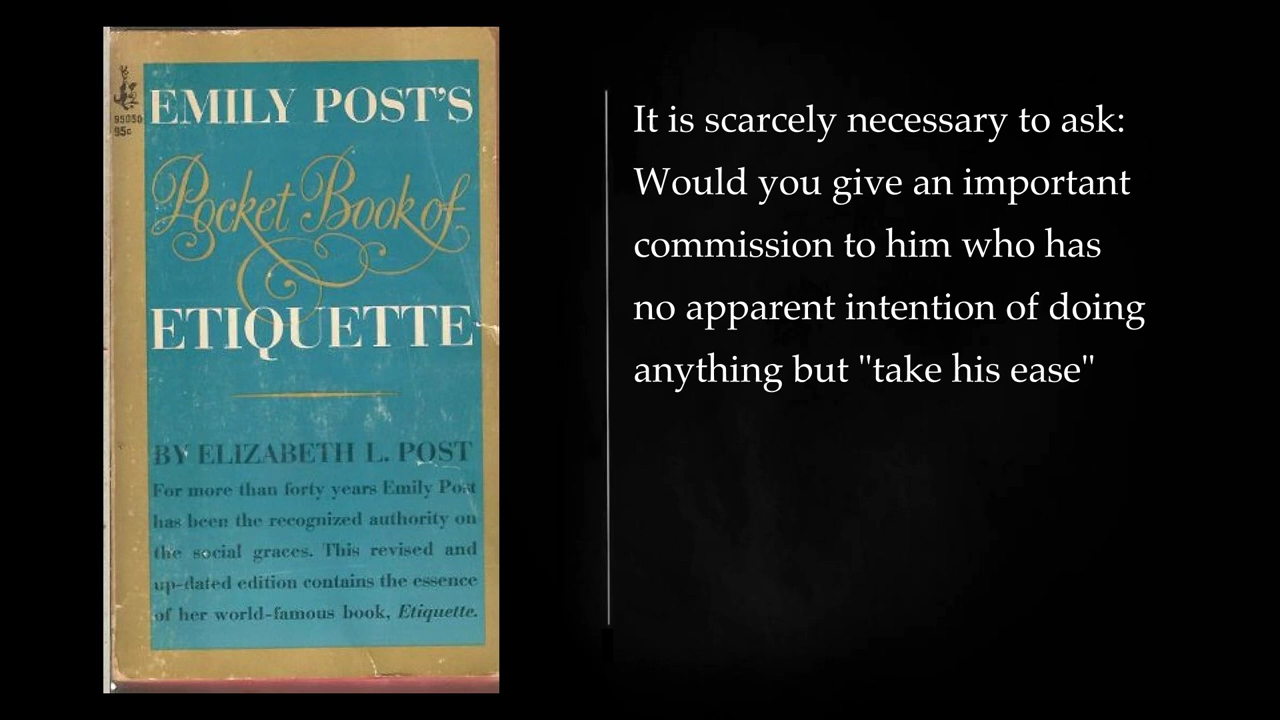 EMILY POST'S
Pocket Book of
ETIQUETTE
95050
95c
BY ELIZABETH L. POST
For more than forty years Emily Post
has been the recognized authority on
the social graces. This revised and
up-dated edition contains the essence
of her world-famous book, Etiquette.
It is scarcely necessary to ask:
Would you give an important
commission to him who has
no apparent intention of doing
anything but "take his ease"